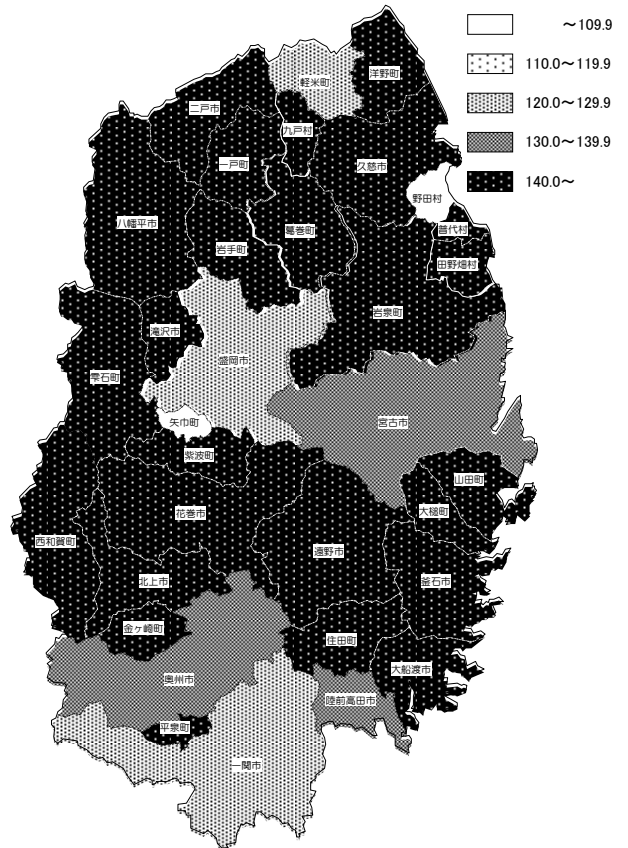 ～109.9
110.0～119.9
120.0～129.9
130.0～139.9
140.0～
軽米町
洋野町
二戸市
九戸村
一戸町
久慈市
野田村
八幡平市
葛巻町
普代村
岩手町
田野畑村
岩泉町
滝沢市
盛岡市
雫石町
矢巾町
宮古市
紫波町
山田町
大槌町
花巻市
西和賀町
遠野市
北上市
釜石市
金ケ崎町
住田町
大船渡市
奥州市
陸前高田市
平泉町
一関市